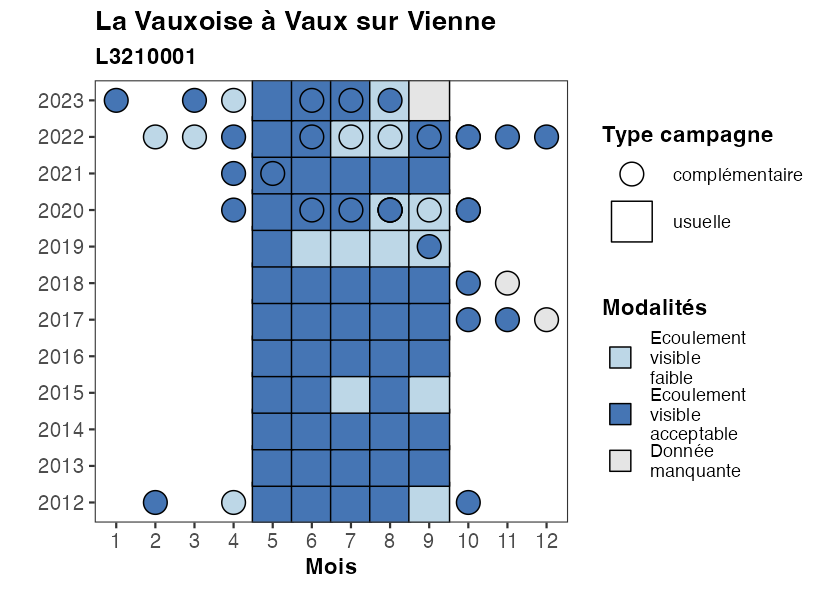 La Vauxoise à Vaux sur Vienne
L3210001
2023
2022
2021
2020
2019
2018
2017
2016
2015
2014
2013
2012
1 2 3 4 5 6 7 8 9 10 11 12
Mois
Type campagne
complémentaire
usuelle
Modalités
Ecoulement
visible
faible
Ecoulement
visible
acceptable
Donnée
manquante